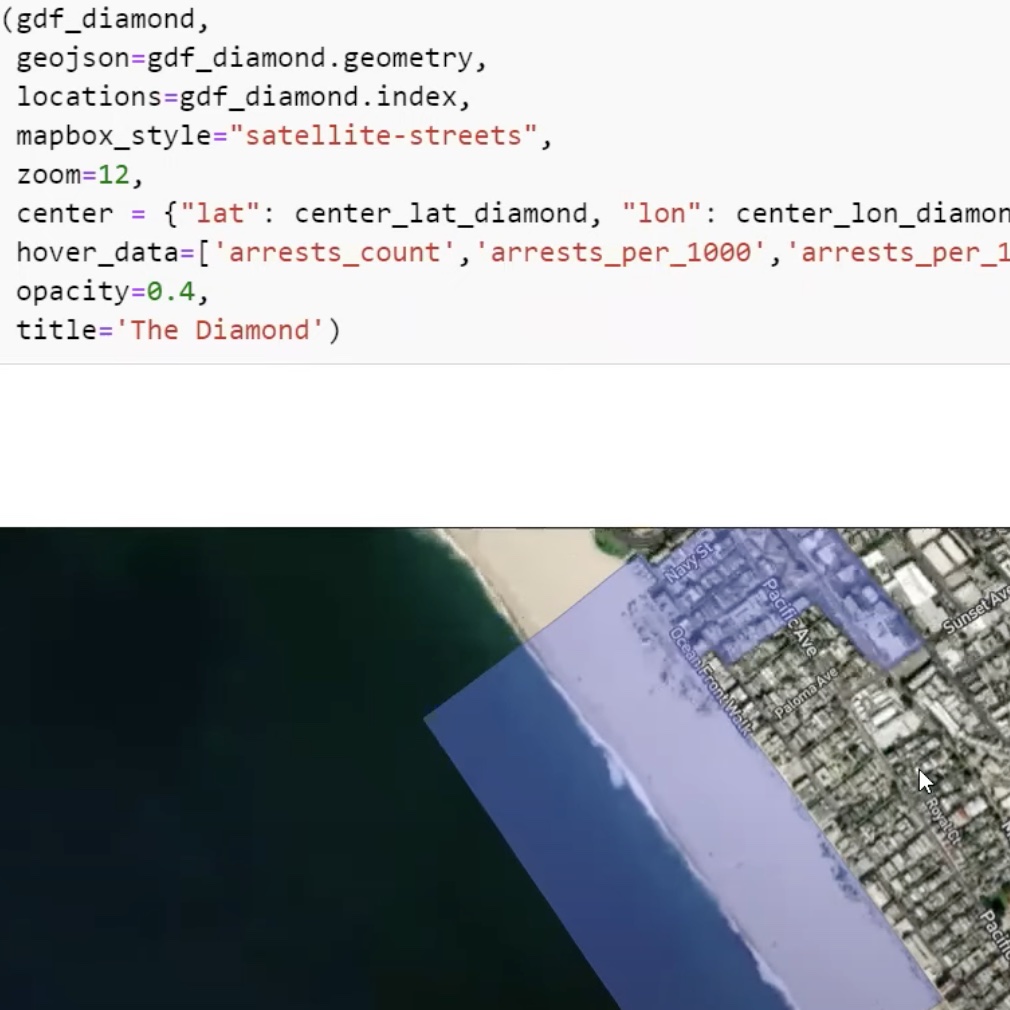 (gdf_diamond,
geojson=gdf_diamond.geometry,
locations=gdf_diamond.index,
mapbox_style="satellite-streets",
zoom=12,
center = {"lat": center_lat_diamond, "lon": center_lon_diamon
hover_data=['arrests_count','arrests_per_1000','arrests_per_1
opacity=0.4,
title='The Diamond')
Navy St
Pacific Ave
Sunset Ave
Ocean Front Walk
Paloma Ave
Royal Ct
Pacific